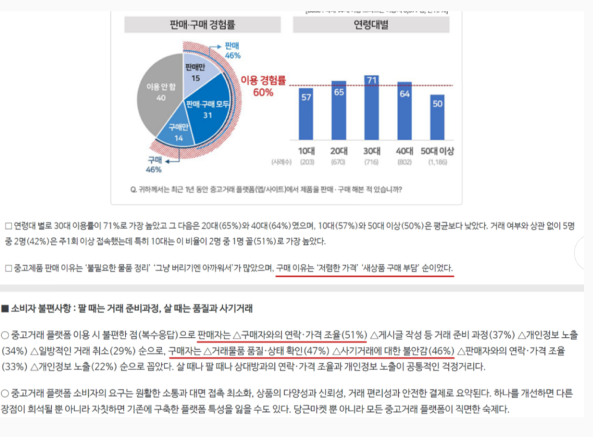 판매·구매 경험률
연령대별
판매
46%
판매만
15
이용 안 함
40
판매·구매 모두
31
구매만
14
구매
46%
이용 경험률
60%
57
65
71
64
50
10대
20대
30대
40대
50대 이상
(사례수)
(203)
(670)
(716)
(802)
(1,186)
Q. 귀하께서는 최근 1년 동안 중고거래 플랫폼(앱/사이트)에서 제품을 판매·구매 해본 적 있습니까?
□ 연령대 별로 30대 이용률이 71%로 가장 높았고 그 다음은 20대(65%)와 40대(64%)였으며, 10대(57%)와 50대 이상(50%)은 평균보다 낮았다. 거래 여부와 상관 없이 5명
중 2명(42%)은 주1회 이상 접속했는데 특히 10대는 이 비율이 2명 중 1명 꼴(51%)로 가장 높았다.
□ 중고제품 판매 이유는 '불필요한 물품 정리' '그냥 버리기엔 아까워서'가 많았으며, 구매 이유는 '저렴한 가격' '새상품 구매 부담' 순이었다.
■ 소비자 불편사항 : 팔 때는 거래 준비과정, 살 때는 품질과 사기거래
○ 중고거래 플랫폼 이용 시 불편한 점(복수응답)으로 판매자는 △구매자와의 연락·가격 조율(51%) △게시글 작성 등 거래 준비 과정(37%) △개인정보 노출
(34%) △일방적인 거래 취소(29%) 순으로, 구매자는 △거래물품 품질·상태 확인(47%) △사기거래에 대한 불안감(46%) △판매자와의 연락·가격 조율
(33%) △개인정보 노출(22%) 순으로 꼽았다. 살 때나 팔 때나 상대방과의 연락·가격 조율과 개인정보 노출이 공통적인 걱정거리다.
○ 중고거래 플랫폼 소비자의 요구는 원활한 소통과 대면 접촉 최소화, 상품의 다양성과 신뢰성, 거래 편리성과 안전한 결제로 요약된다. 하나를 개선하면 다른
장점이 희석될 뿐 아니라 자칫하면 기존에 구축한 플랫폼 특성을 잃을 수도 있다. 당근마켓 뿐 아니라 모든 중고거래 플랫폼이 직면한 숙제다.